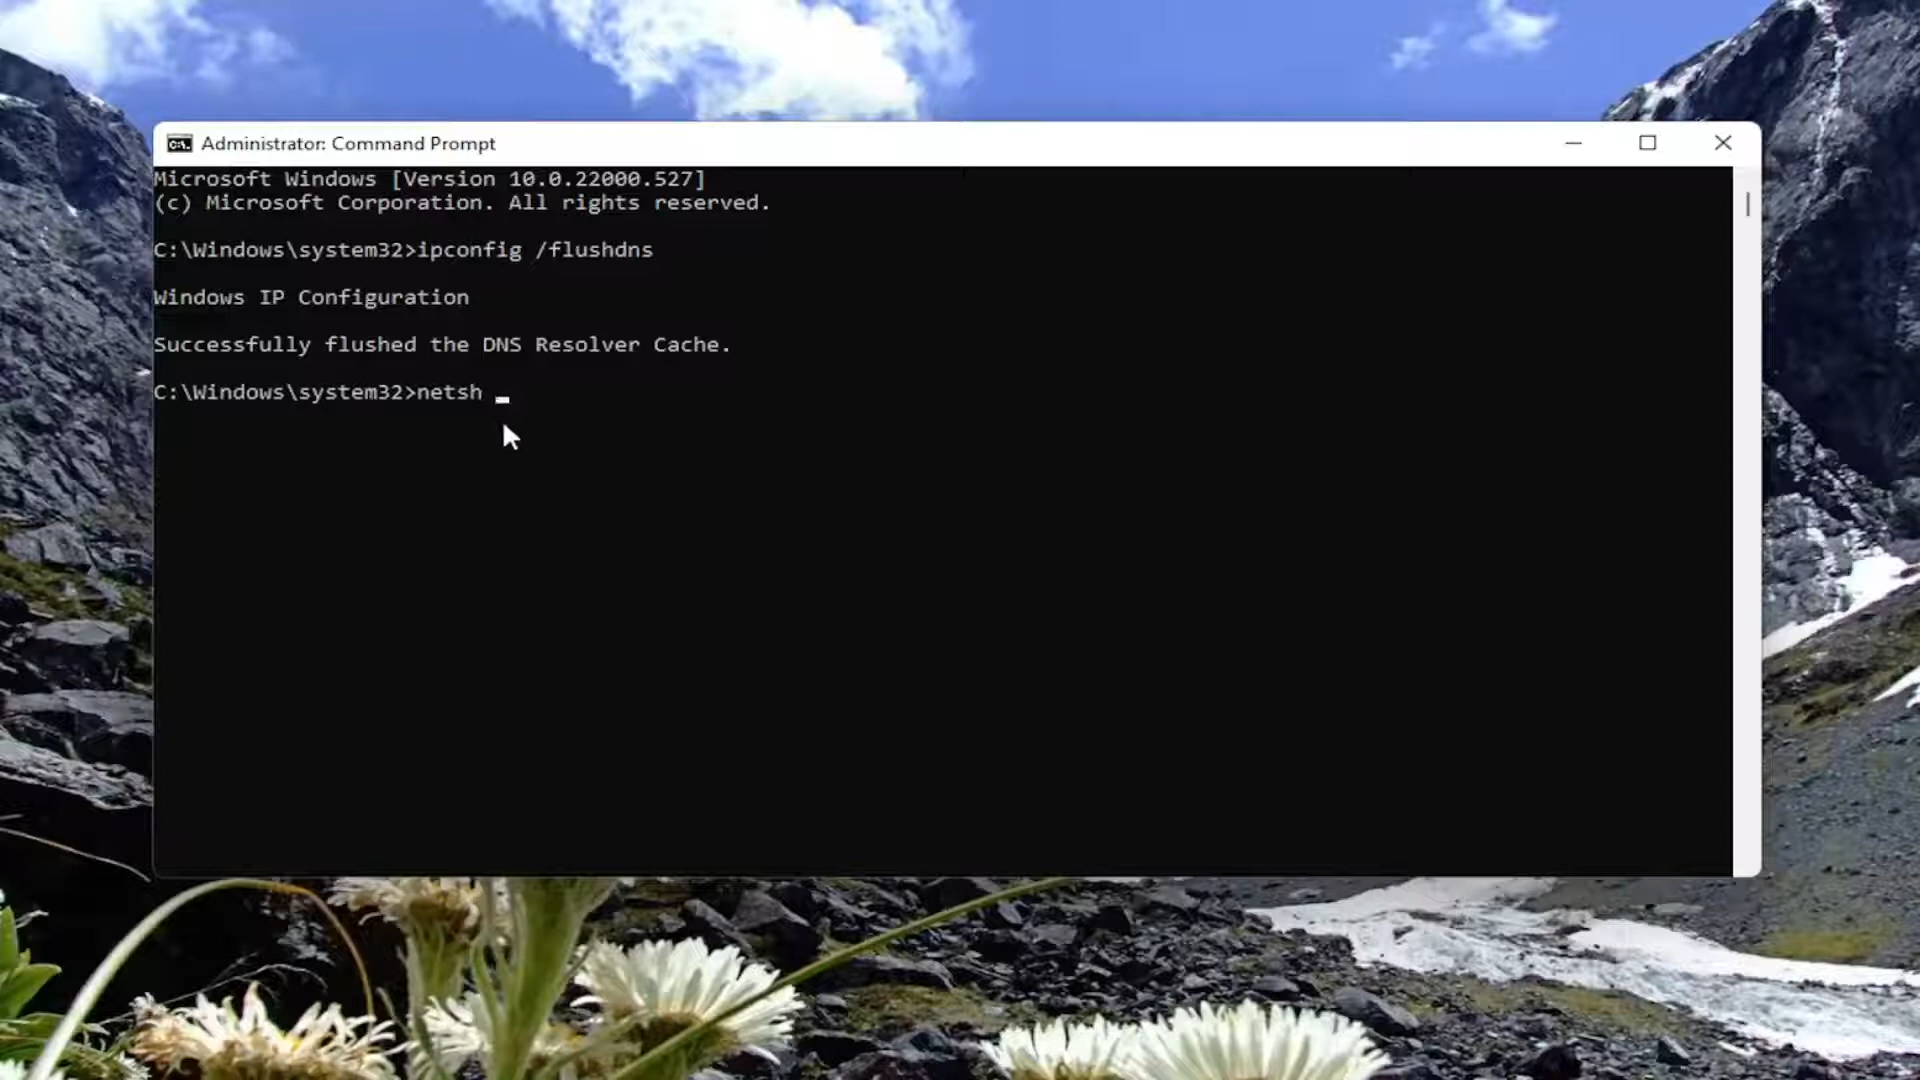 Administrator: Command Prompt
Microsoft Windows [Version 10.0.22000.527]
(c) Microsoft Corporation. All rights reserved.
C:\Windows\system32>ipconfig /flushdns
Windows IP Configuration
Successfully flushed the DNS Resolver Cache.
C:\Windows\system32>netsh